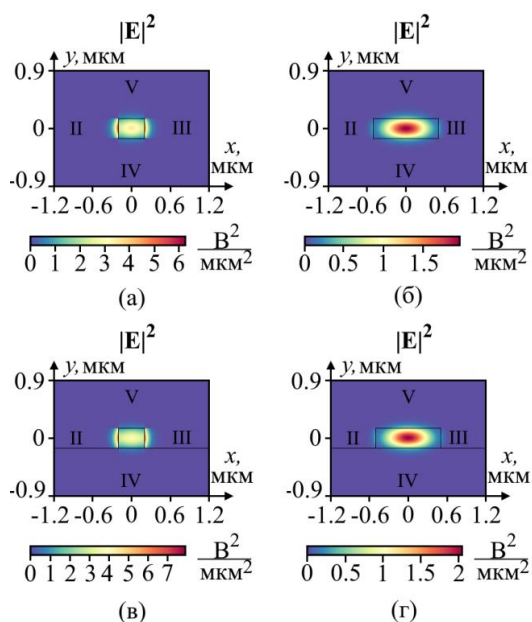 |E|² |E|²
y, мкм y, мкм
0.9 0.9
V V
0 II III 0 II III
x, x,
IV мкм IV мкм
-0.9 -0.9
-1.2 -0.6 0 0.6 1.2 -1.2 -0.6 0 0.6 1.2
0 1 2 3 4 5 6 В²/мкм² 0 0.5 1 1.5 В²/мкм²
(а) (б)
|E|² |E|²
y, мкм y, мкм
0.9 0.9
V V
0 II III 0 II III
x, x,
IV мкм IV мкм
-0.9 -0.9
-1.2 -0.6 0 0.6 1.2 -1.2 -0.6 0 0.6 1.2
0 1 2 3 4 5 6 7 В²/мкм² 0 0.5 1 1.5 2 В²/мкм²
(в) (г)